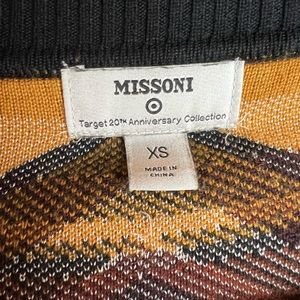 MISSONI
Target 20TH Anniversary Collection
XS
MADE IN
CHINA